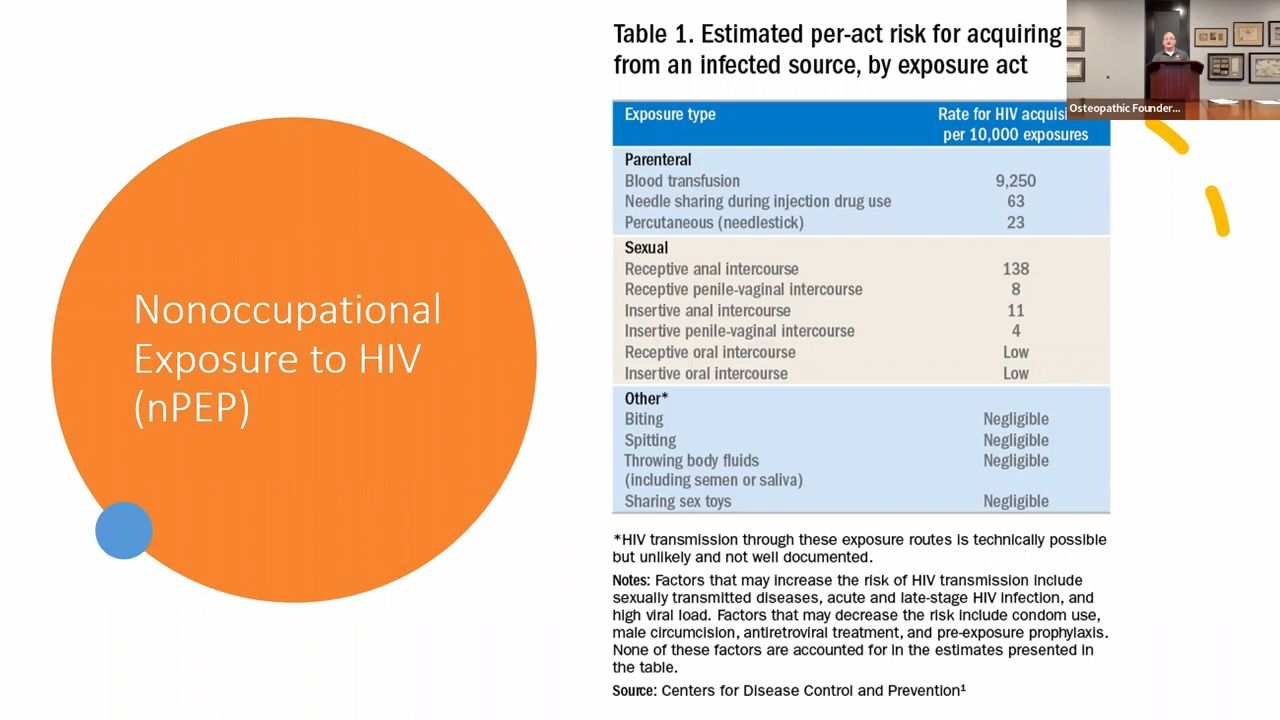 Nonoccupational
Exposure to HIV
(nPEP)
Table 1. Estimated per-act risk for acquiring
from an infected source, by exposure act
Exposure type Rate for HIV
per 10,000 exposures
Parenteral
Blood transfusion 9,250
Needle sharing during injection drug use 63
Percutaneous (needlestick) 23
Sexual
Receptive anal intercourse 138
Receptive penile-vaginal intercourse 8
Insertive anal intercourse 11
Insertive penile-vaginal intercourse 4
Receptive oral intercourse Low
Insertive oral intercourse Low
Other*
Biting Negligible
Spitting Negligible
Throwing body fluids Negligible
(including semen or saliva)
Sharing sex toys Negligible
*HIV transmission through these exposure routes is technically possible
but unlikely and not well documented.
Notes: Factors that may increase the risk of HIV transmission include
sexually transmitted diseases, acute and late-stage HIV infection, and
high viral load. Factors that may decrease the risk include condom use,
male circumcision, antiretroviral treatment, and pre-exposure prophylaxis.
None of these factors are accounted for in the estimates presented in
the table.
Source: Centers for Disease Control and Prevention¹
Osteopathic Founder...